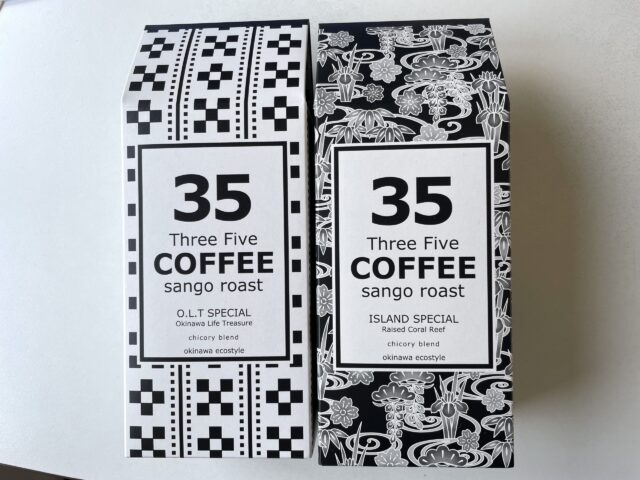 35
Three Five
COFFEE
sango roast
O.L.T SPECIAL
Okinawa Life Treasure
chicory blend
okinawa ecostyle
35
Three Five
COFFEE
sango roast
ISLAND SPECIAL
Raised Coral Reef
chicory blend
okinawa ecostyle